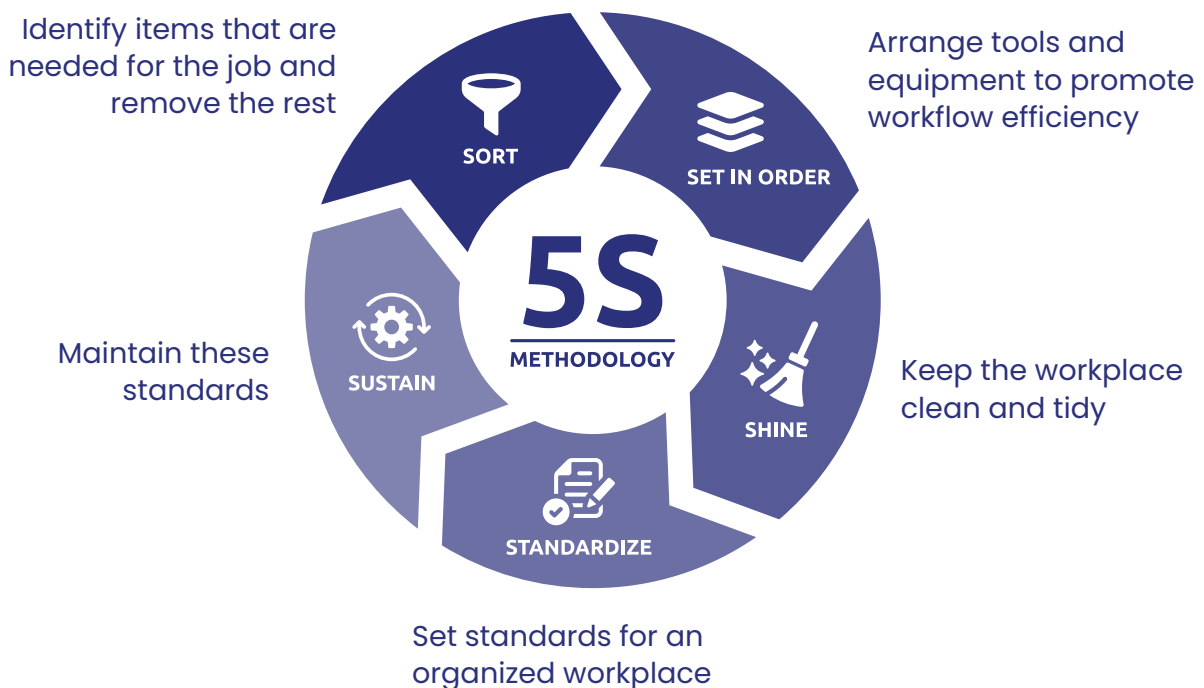 Identify items that are
needed for the job and
remove the rest
SORT
Arrange tools and
equipment to promote
workflow efficiency
SET IN ORDER
5S
METHODOLOGY
Keep the workplace
clean and tidy
SHINE
Set standards for an
organized workplace
STANDARDIZE
Maintain these
standards
SUSTAIN